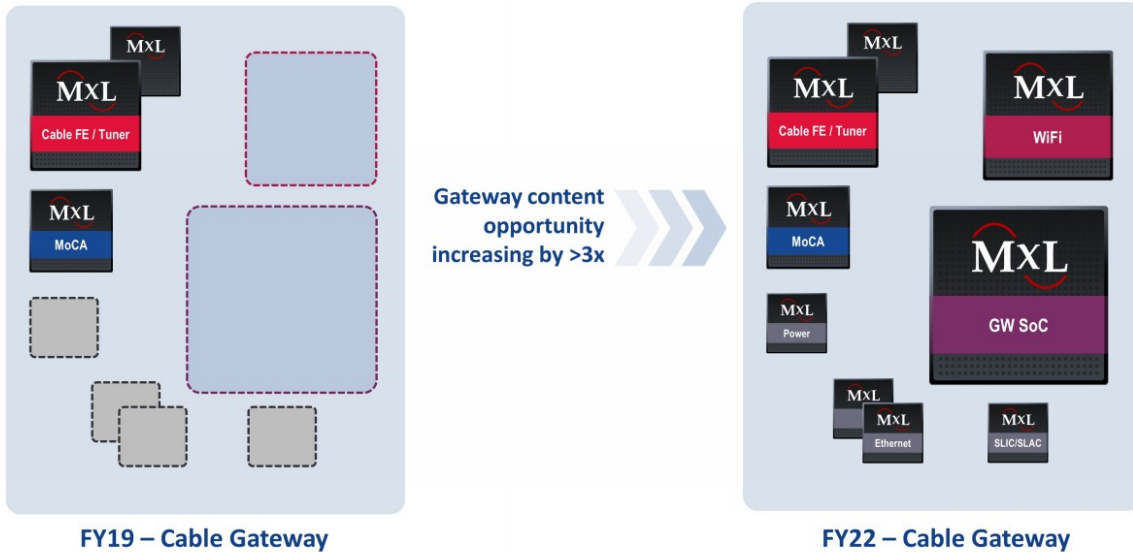 MxL
MxL
Cable FE / Tuner
MxL
MoCA
FY19 – Cable Gateway
Gateway content
opportunity
increasing by >3x
MxL
MxL
Cable FE / Tuner
MxL
WiFi
MxL
MoCA
MxL
GW SoC
MxL
Power
MxL
MxL
Ethernet
MxL
SLIC/SLAC
FY22 – Cable Gateway